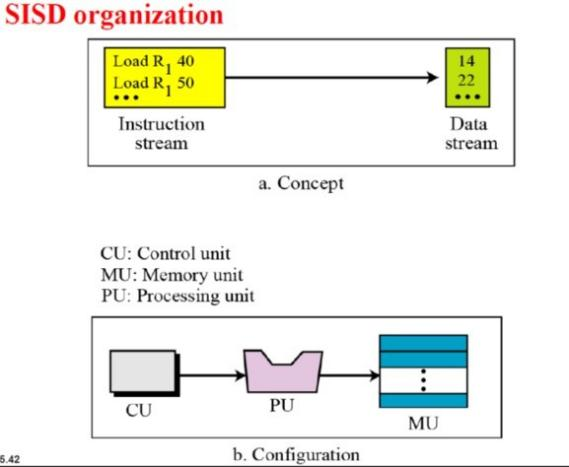 SISD organization
Load R1 40
Load R1 50
•••
14
22
•••
Instruction
stream
Data
stream
a. Concept
CU: Control unit
MU: Memory unit
PU: Processing unit
CU
PU
MU
b. Configuration
5.42